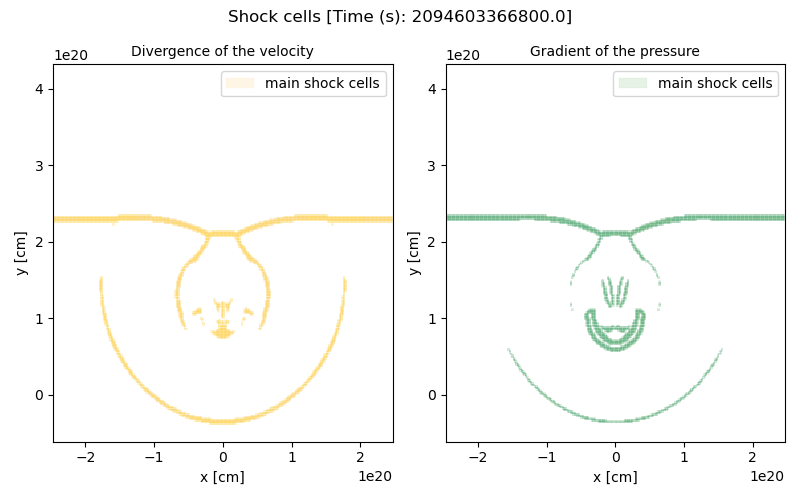 Shock cells [Time (s): 2094603366800.0]
Divergence of the velocity
1e20
main shock cells
4
3
2
1
0
y [cm]
−2
−1
0
1
2
1e20
x [cm]
Gradient of the pressure
1e20
main shock cells
4
3
2
1
0
y [cm]
−2
−1
0
1
2
1e20
x [cm]